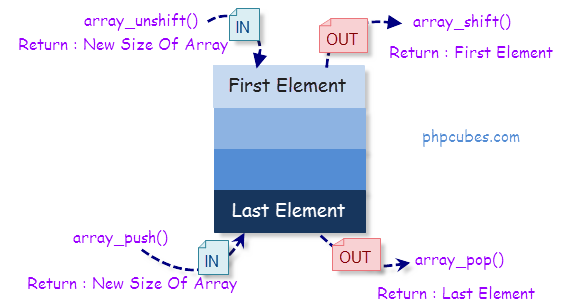 array_unshift()
Return : New Size Of Array
IN
OUT
array_shift()
Return : First Element
First Element
phpcubes.com
Last Element
array_push()
IN
Return : New Size Of Array
OUT
array_pop()
Return : Last Element